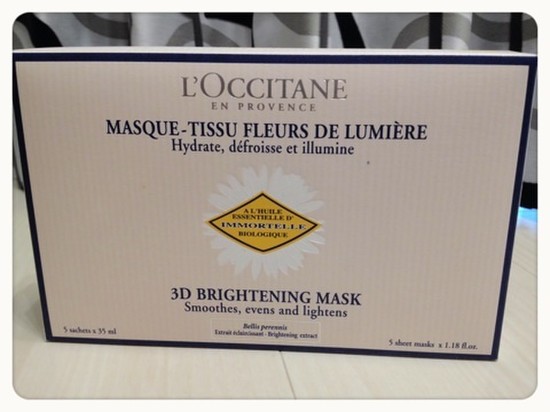 L'OCCITANE
EN PROVENCE
MASQUE-TISSU FLEURS DE LUMIÈRE
Hydrate, défroisse et illumine
A L'HUILE
ESSENTIELLE D'
IMMORTELLE
BIOLOGIQUE
3D BRIGHTENING MASK
Smoothes, evens and lightens
Bellis perennis
Extrait éclaircissant - Brightening extract
5 sachets x 35 ml
5 sheet masks x 1.18 fl.oz.